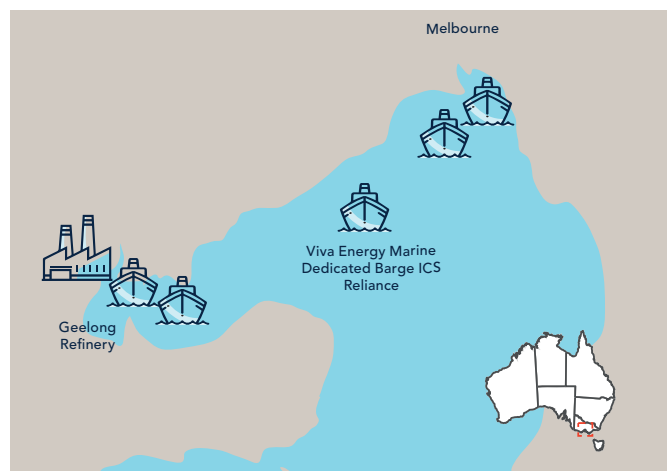 Melbourne
Viva Energy Marine
Dedicated Barge ICS
Reliance
Geelong
Refinery